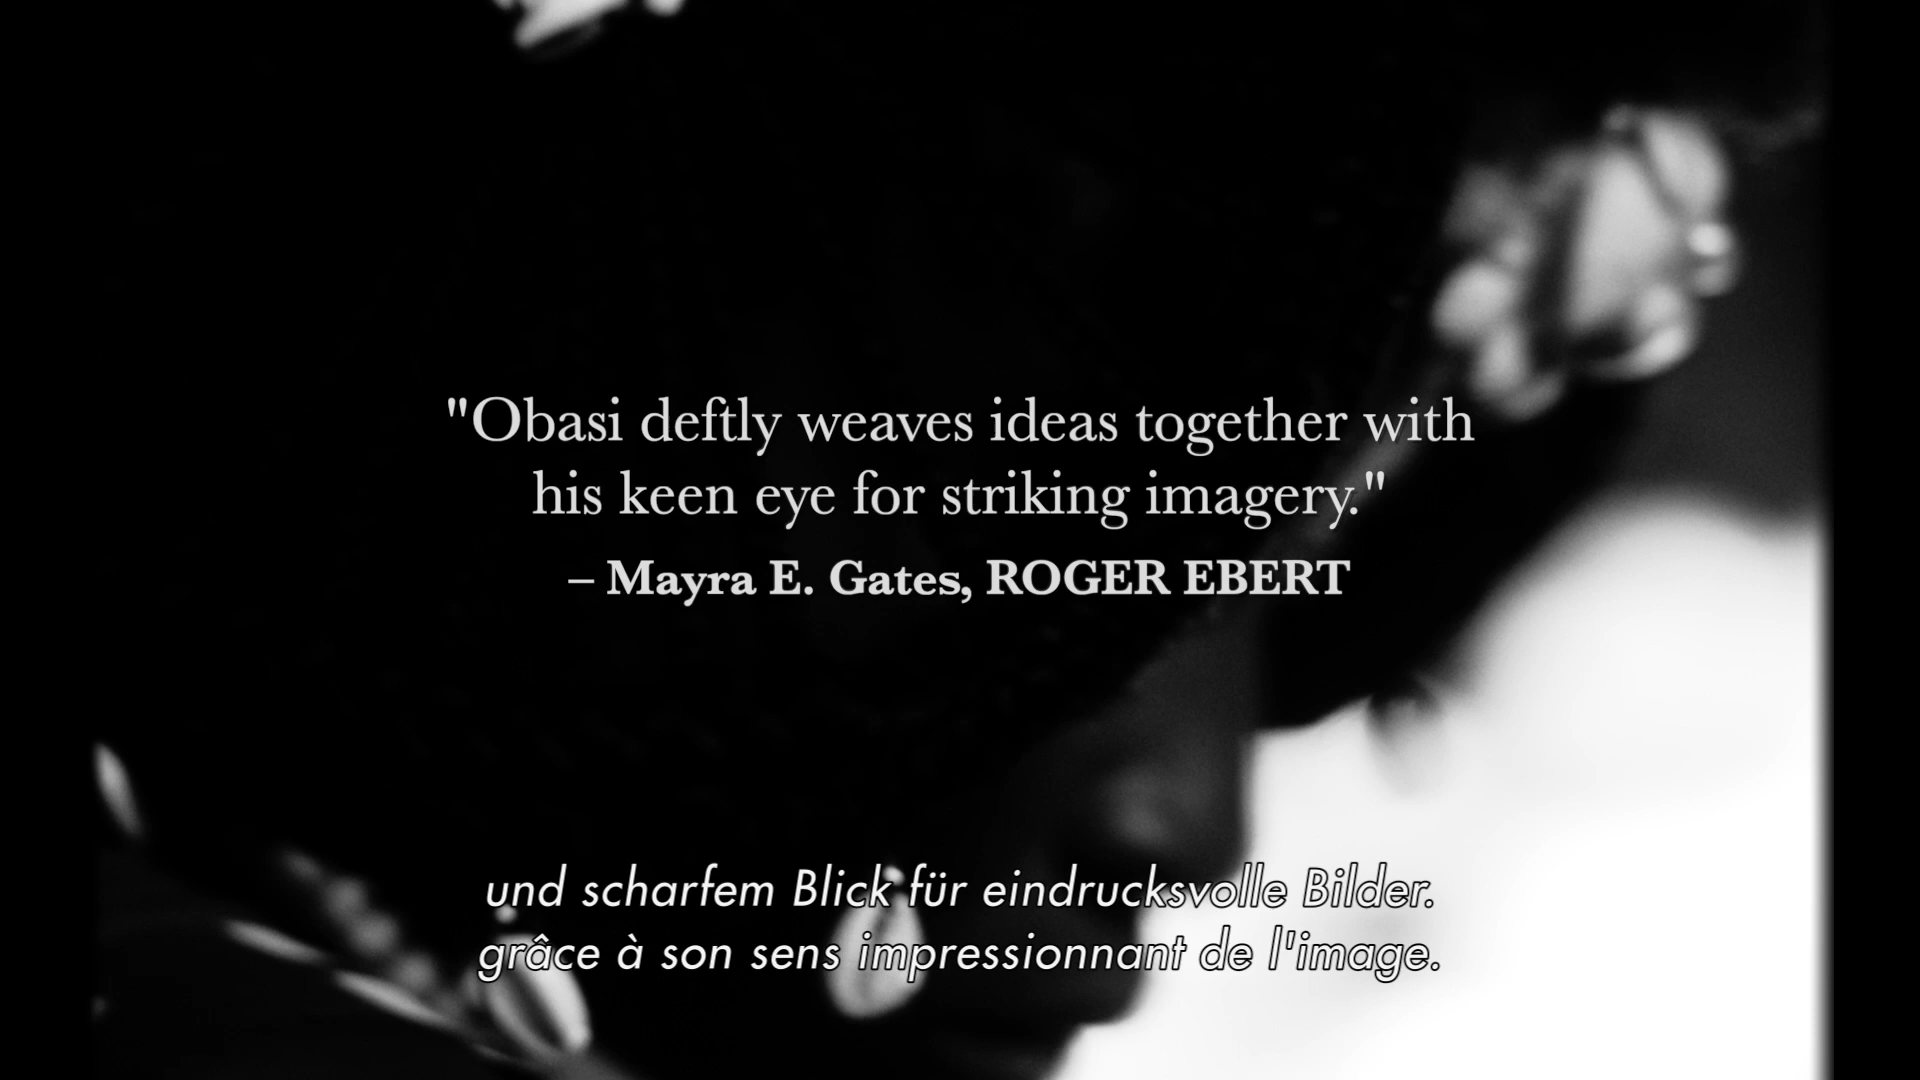 "Obasi deftly weaves ideas together with
his keen eye for striking imagery."
– Mayra E. Gates, ROGER EBERT
und scharfem Blick für eindrucksvolle Bilder.
grâce à son sens impressionnant de l'image.